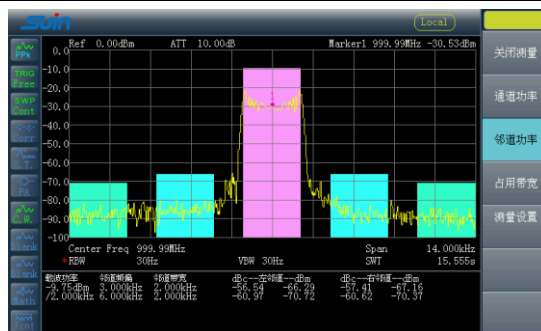 Suin
Local
Ref 0.00dBm ATT 10.00dB Marker1 999.99MHz -30.53dBm
0.0
-10.0
-20.0
-30.0
-40.0
-50.0
-60.0
-70.0
-80.0
-90.0
-100
PPk
TRIG
Free
SWP
Cont
Corr
T.
PA
C.W.
Blank
Blank
Math
Cent
关闭测量
通道功率
邻道功率
占用带宽
测量设置
Center Freq 999.99MHz Span 14.000kHz
*RBW 30Hz VBW 30Hz SWT 15.555s
载波功率 邻道频偏 邻道带宽 dBc---左邻道---dBm dBc---右邻道---dBm
-9.75dBm 3.000kHz 2.000kHz -56.54 -66.29 -57.41 -67.16
/2.000kHz 6.000kHz 2.000kHz -60.97 -70.72 -60.62 -70.37